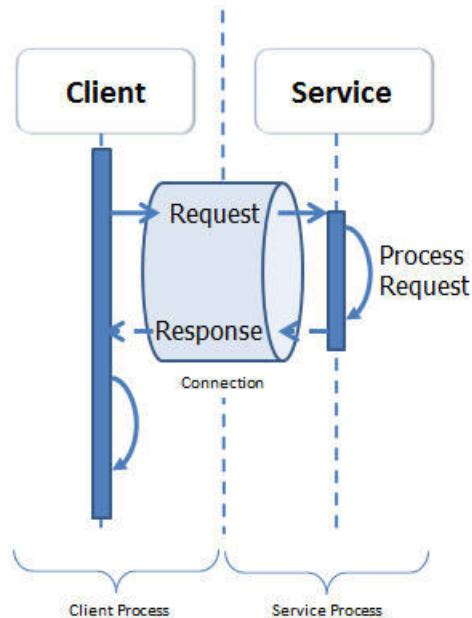 Client
Service
Request
Process
Request
Response
Connection
Client Process
Service Process